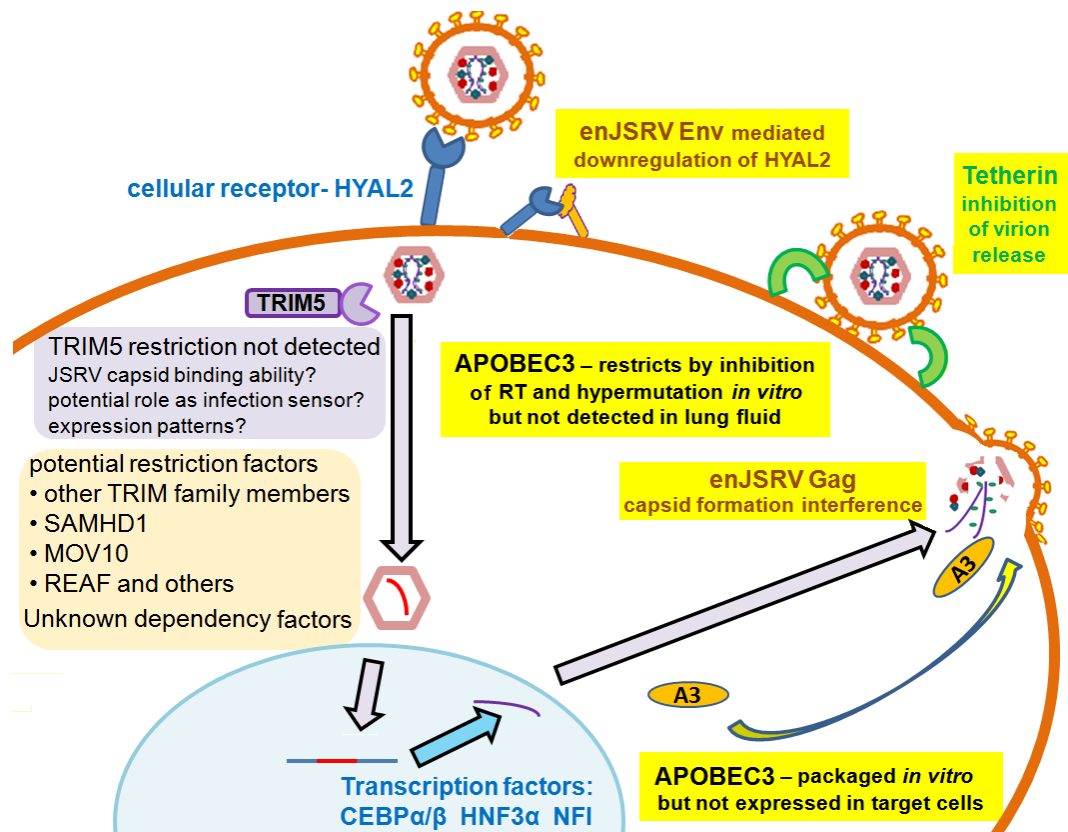 enJSRV Env mediated
downregulation of HYAL2
cellular receptor- HYAL2
Tetherin
inhibition
of virion
release
TRIM5
TRIM5 restriction not detected
JSRV capsid binding ability?
potential role as infection sensor?
expression patterns?
APOBEC3 – restricts by inhibition
of RT and hypermutation in vitro
but not detected in lung fluid
potential restriction factors
• other TRIM family members
• SAMHD1
• MOV10
• REAF and others
Unknown dependency factors
enJSRV Gag
capsid formation interference
A3
A3
Transcription factors:
CEBPα/β HNF3α NFI
APOBEC3 – packaged in vitro
but not expressed in target cells